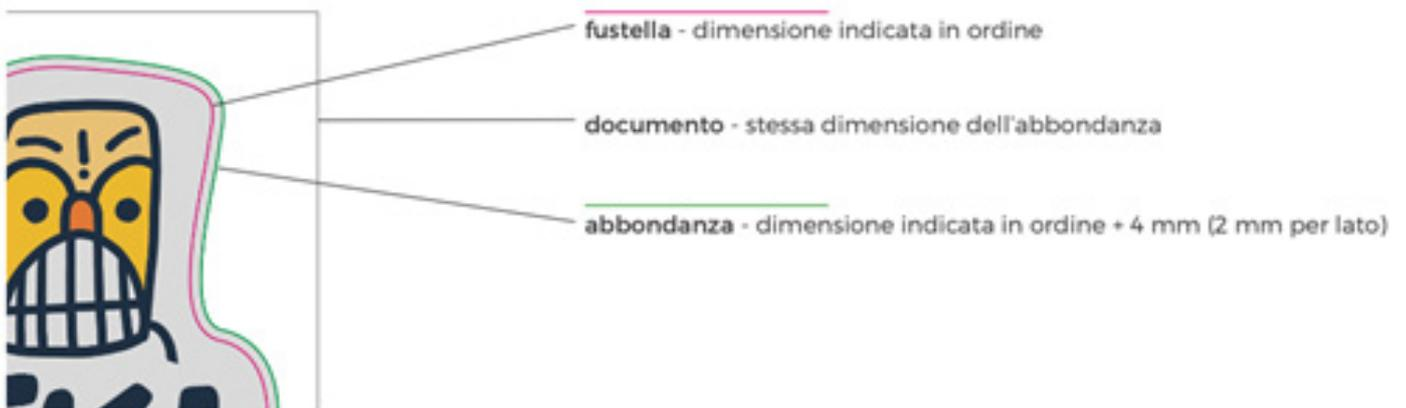 fustella - dimensione indicata in ordine
documento - stessa dimensione dell'abbondanza
abbondanza - dimensione indicata in ordine + 4 mm (2 mm per lato)